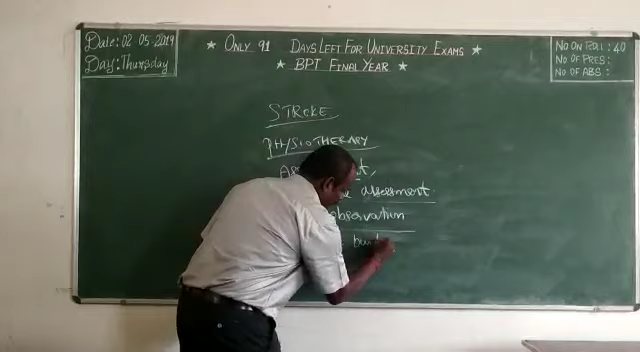 Date: 02.05.2019
Day: Thursday
★ ONLY 91 DAYS LEFT FOR UNIVERSITY EXAMS ★
★ BPT FINAL YEAR ★
NO ON ROLL: 40
NO OF PRES:
NO OF ABS:
STROKE
PHYSIOTHERAPY
assessment
observation